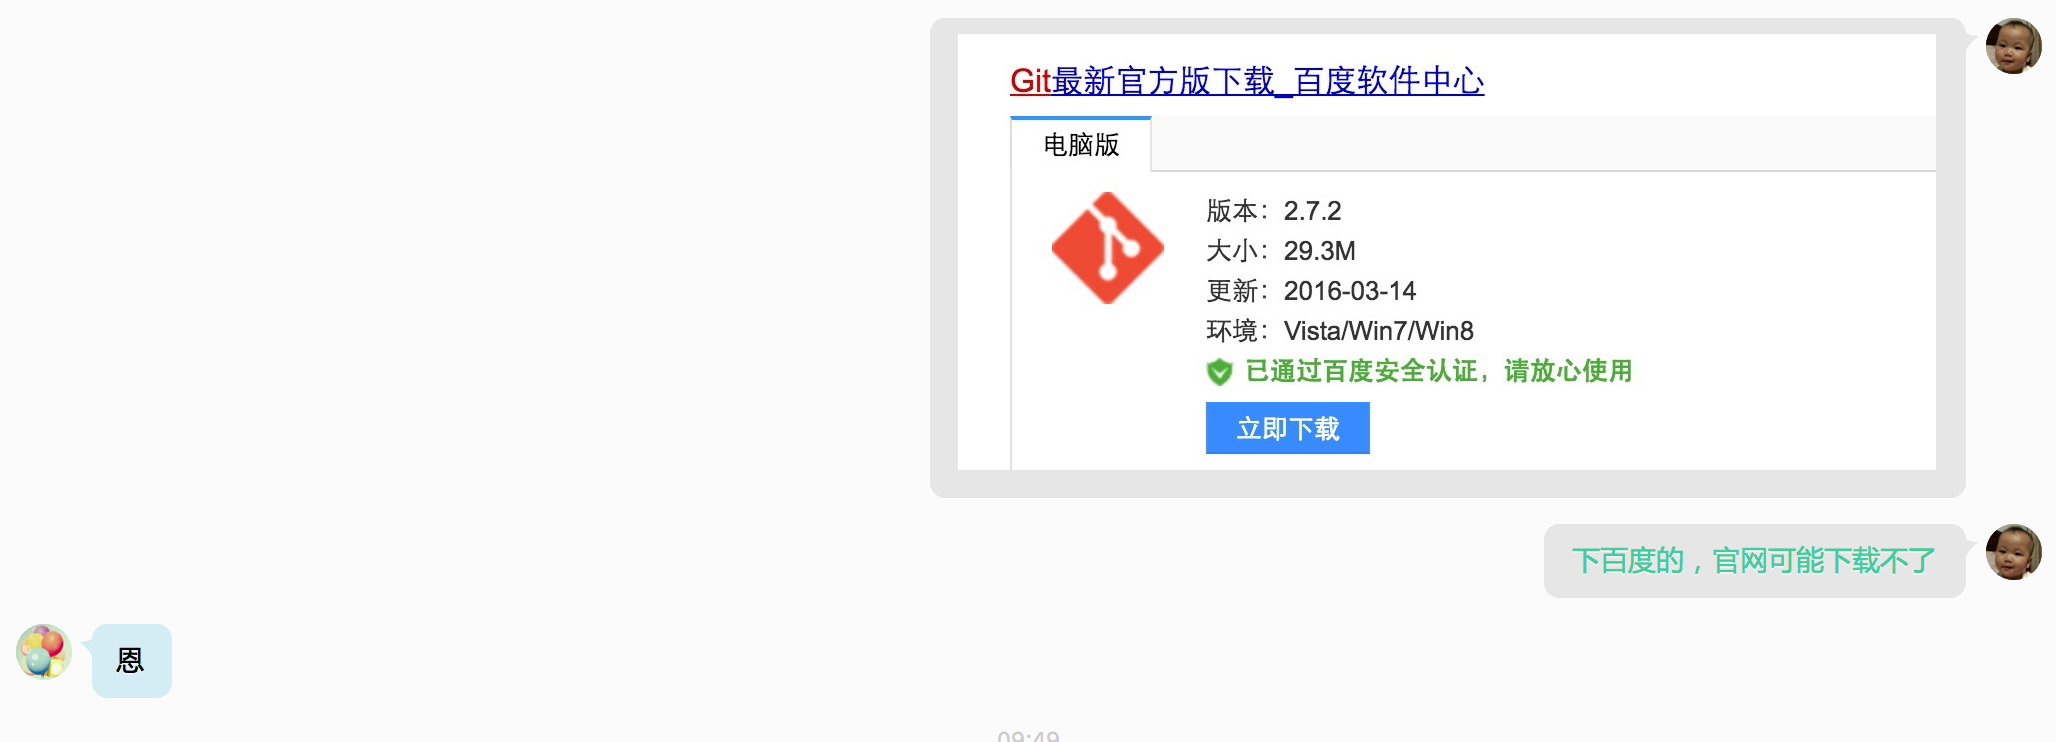 Git最新官方版下载_百度软件中心
电脑版
版本：2.7.2
大小：29.3M
更新：2016-03-14
环境：Vista/Win7/Win8
已通过百度安全认证，请放心使用
立即下载
下百度的，官网可能下载不了
恩
09:49